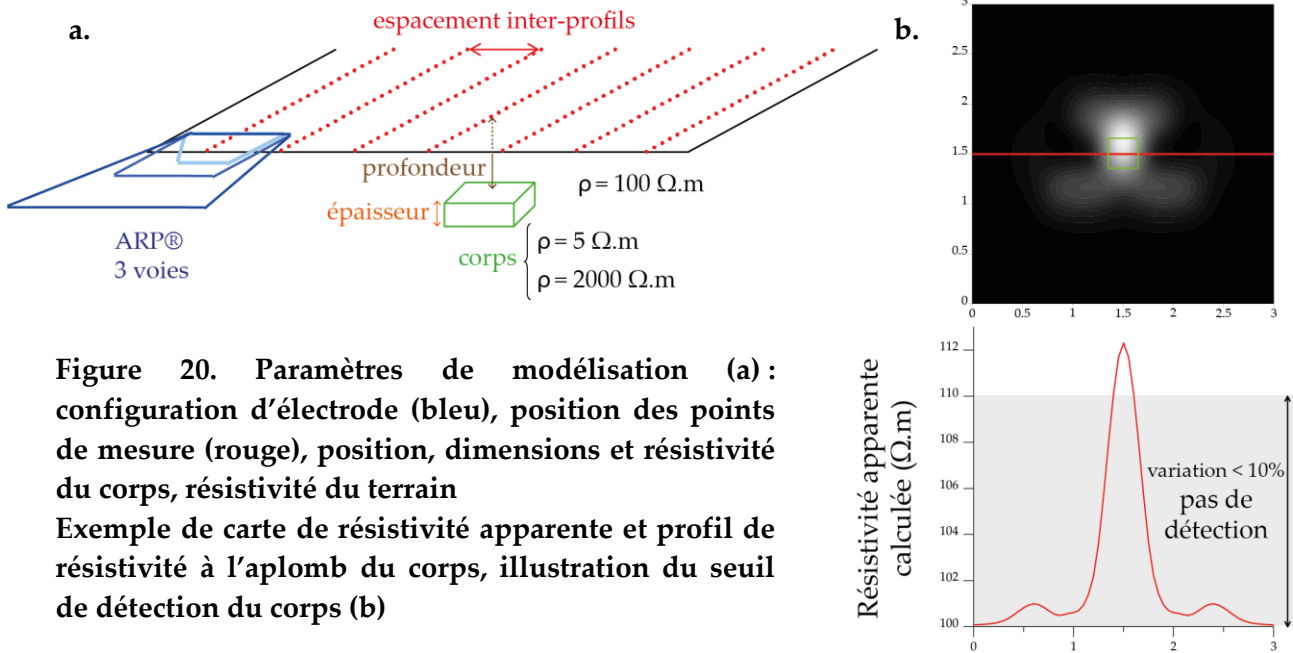 a.
espacement inter-profils
profondeur
ρ = 100 Ω.m
épaisseur
ARP®
3 voies
corps
ρ = 5 Ω.m
ρ = 2000 Ω.m
Figure 20. Paramètres de modélisation (a) :
configuration d’électrode (bleu), position des points
de mesure (rouge), position, dimensions et résistivité
du corps, résistivité du terrain
Exemple de carte de résistivité apparente et profil de
résistivité à l’aplomb du corps, illustration du seuil
de détection du corps (b)
b.
3
2.5
2
1.5
1
0.5
0
0 0.5 1 1.5 2 2.5 3
Résistivité apparente
calculée (Ω.m)
112
110
108
106
104
102
100
variation < 10%
pas de
détection
0 1 2 3